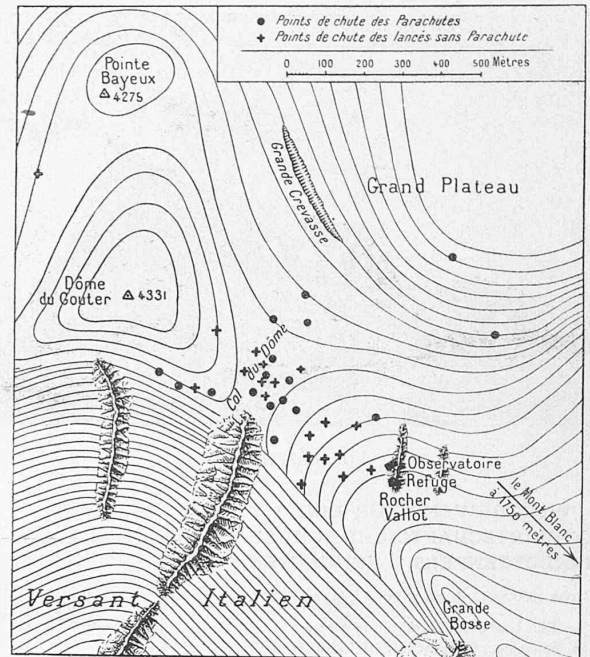 Points de chute des Parachutes
Points de chute des lancés sans Parachute
0 100 200 300 400 500 Mètres
Pointe
Bayeux
4275
Grande Crevasse
Grand Plateau
Dôme
du Gouter
4331
Col du Dôme
Observatoire
Refuge
Rocher
Vallot
le Mont Blanc
à 1750 mètres
Versant Italien
Grande
Bosse